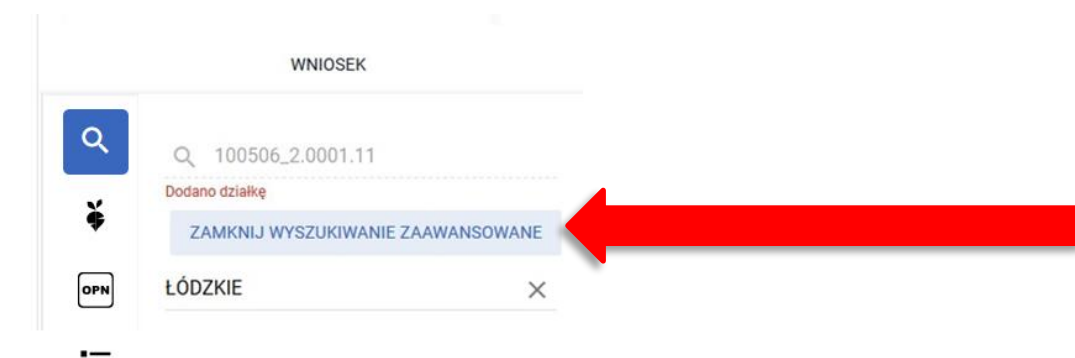 WNIOSEK
100506_2.0001.11
Dodano działkę
ZAMKNIJ WYSZUKIWANIE ZAAWANSOWANE
OPN
ŁÓDZKIE